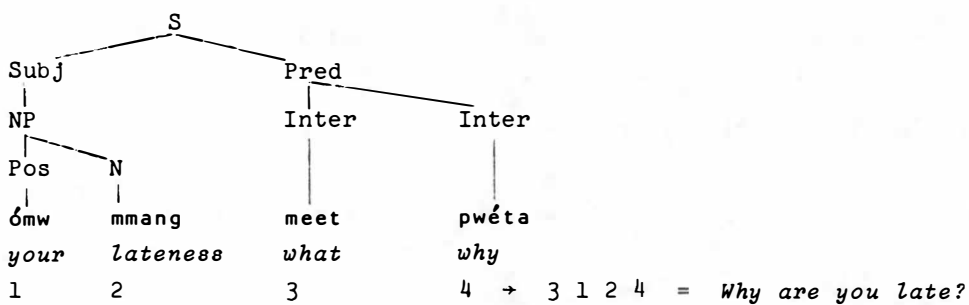 S
Subj Pred
NP Inter Inter
Pos N
ómw mmang meet pwéta
your lateness what why
1 2 3 4 → 3 1 2 4 = Why are you late?